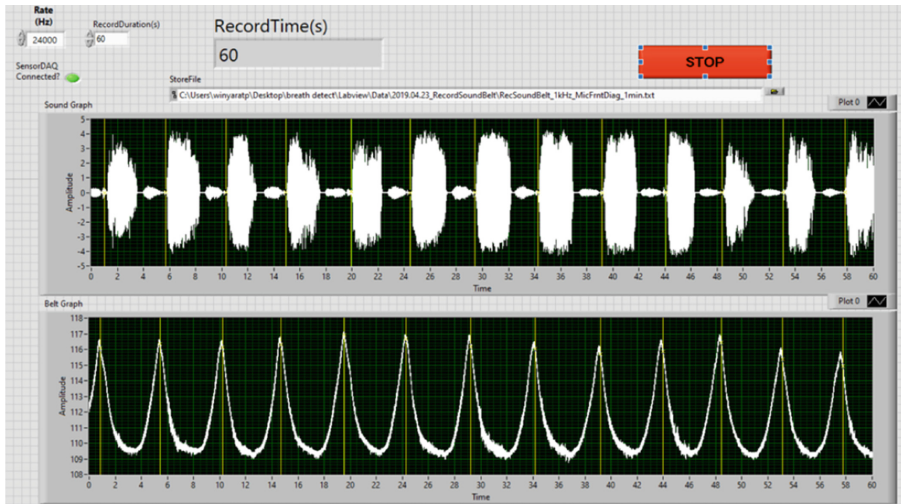 Rate
(Hz)
24000
RecordDuration(s)
60
RecordTime(s)
60
SensorDAQ
Connected?
STOP
StoreFile
C:\Users\winyaratp\Desktop\breath detect\Labview\Data\2019.04.23_RecordSoundBelt\RecSoundBelt_1kHz_MicFrntDiag_1min.txt
Sound Graph
Plot 0
Amplitude
5
4
3
2
1
0
-1
-2
-3
-4
-5
0 2 4 6 8 10 12 14 16 18 20 22 24 26 28 30 32 34 36 38 40 42 44 46 48 50 52 54 56 58 60
Time
Belt Graph
Plot 0
Amplitude
118
117
116
115
114
113
112
111
110
109
108
0 2 4 6 8 10 12 14 16 18 20 22 24 26 28 30 32 34 36 38 40 42 44 46 48 50 52 54 56 58 60
Time